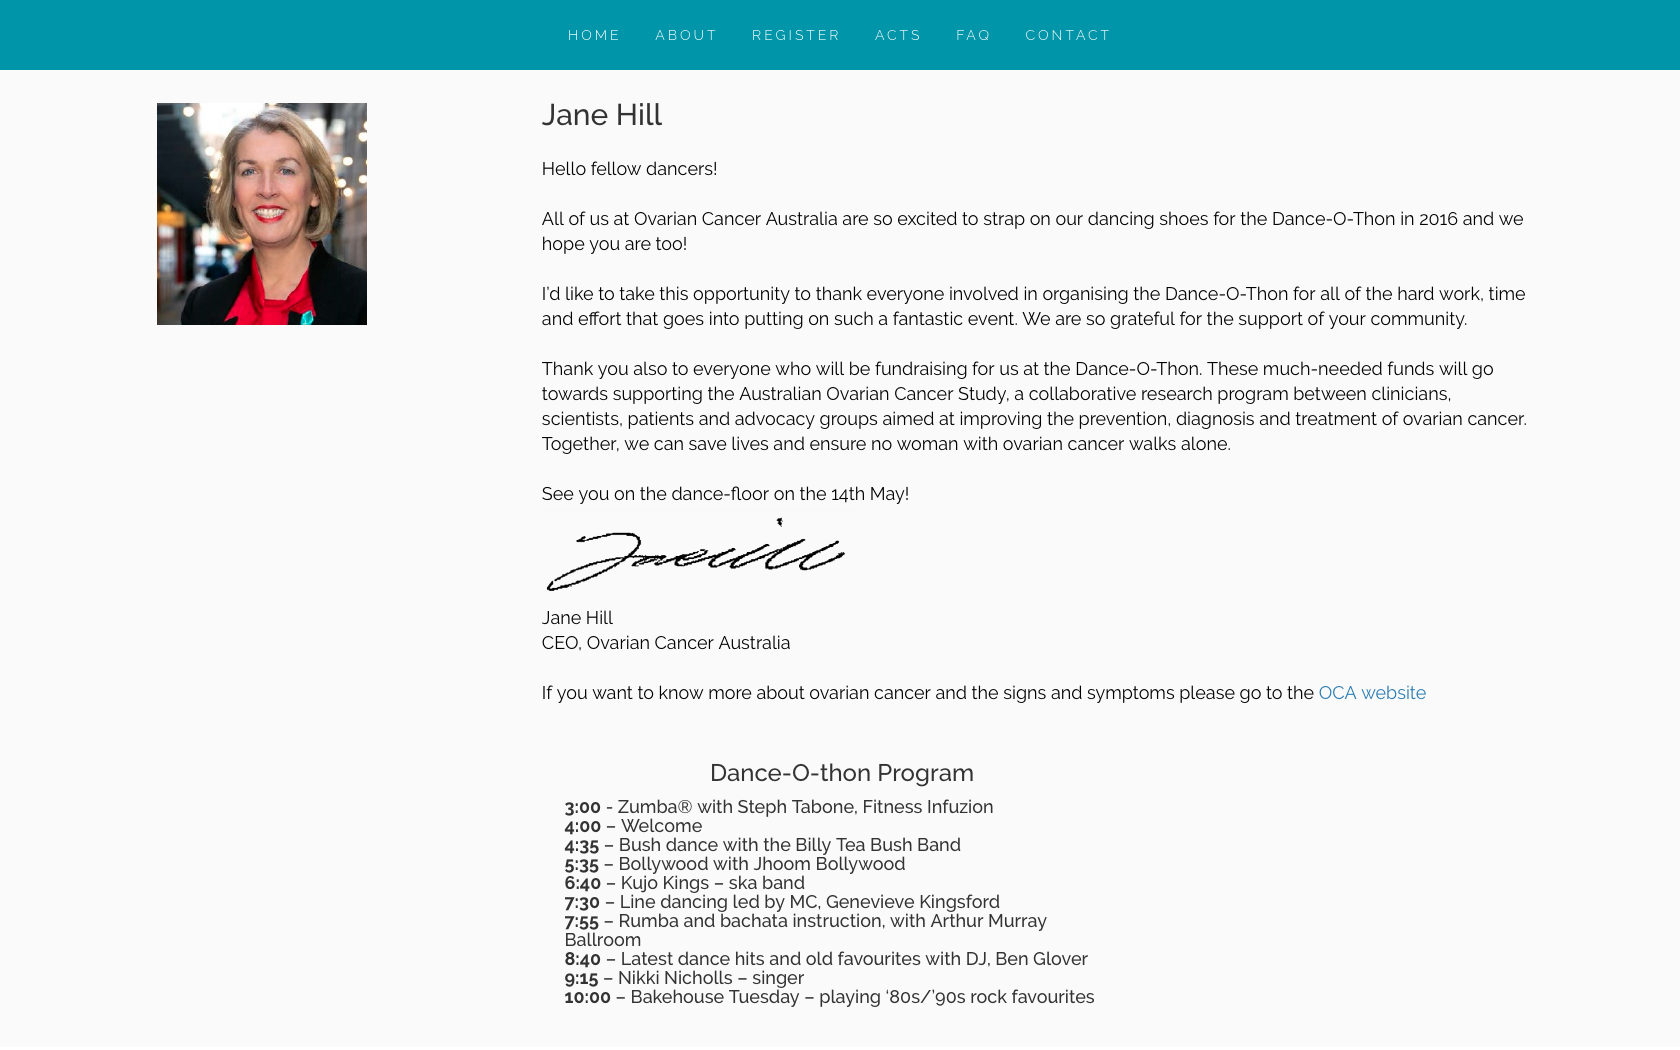 HOME ABOUT REGISTER ACTS FAQ CONTACT
Jane Hill
Hello fellow dancers!
All of us at Ovarian Cancer Australia are so excited to strap on our dancing shoes for the Dance-O-Thon in 2016 and we
hope you are too!
I'd like to take this opportunity to thank everyone involved in organising the Dance-O-Thon for all of the hard work, time
and effort that goes into putting on such a fantastic event. We are so grateful for the support of your community.
Thank you also to everyone who will be fundraising for us at the Dance-O-Thon. These much-needed funds will go
towards supporting the Australian Ovarian Cancer Study, a collaborative research program between clinicians,
scientists, patients and advocacy groups aimed at improving the prevention, diagnosis and treatment of ovarian cancer.
Together, we can save lives and ensure no woman with ovarian cancer walks alone.
See you on the dance-floor on the 14th May!
Jane Hill
Jane Hill
CEO, Ovarian Cancer Australia
If you want to know more about ovarian cancer and the signs and symptoms please go to the OCA website
Dance-O-thon Program
3:00 - Zumba® with Steph Tabone, Fitness Infuzion
4:00 – Welcome
4:35 – Bush dance with the Billy Tea Bush Band
5:35 – Bollywood with Jhoom Bollywood
6:40 – Kujo Kings – ska band
7:30 – Line dancing led by MC, Genevieve Kingsford
7:55 – Rumba and bachata instruction, with Arthur Murray
Ballroom
8:40 – Latest dance hits and old favourites with DJ, Ben Glover
9:15 – Nikki Nicholls – singer
10:00 – Bakehouse Tuesday – playing ‘80s/’90s rock favourites